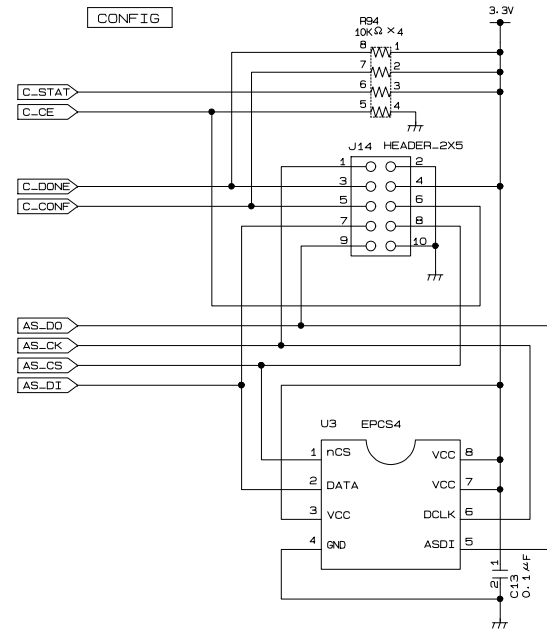 CONFIG
3.3V
R94
10KΩ ×4
8 1
7 2
C_STAT 6 3
C_CE 5 4
J14 HEADER_2X5
1 2
C_DONE 3 4
C_CONF 5 6
7 8
9 10
AS_DO
AS_CK
AS_CS
AS_DI
U3 EPCS4
1 nCS VCC 8
2 DATA VCC 7
3 VCC DCLK 6
4 GND ASDI 5
1
2
C13
0.1μF